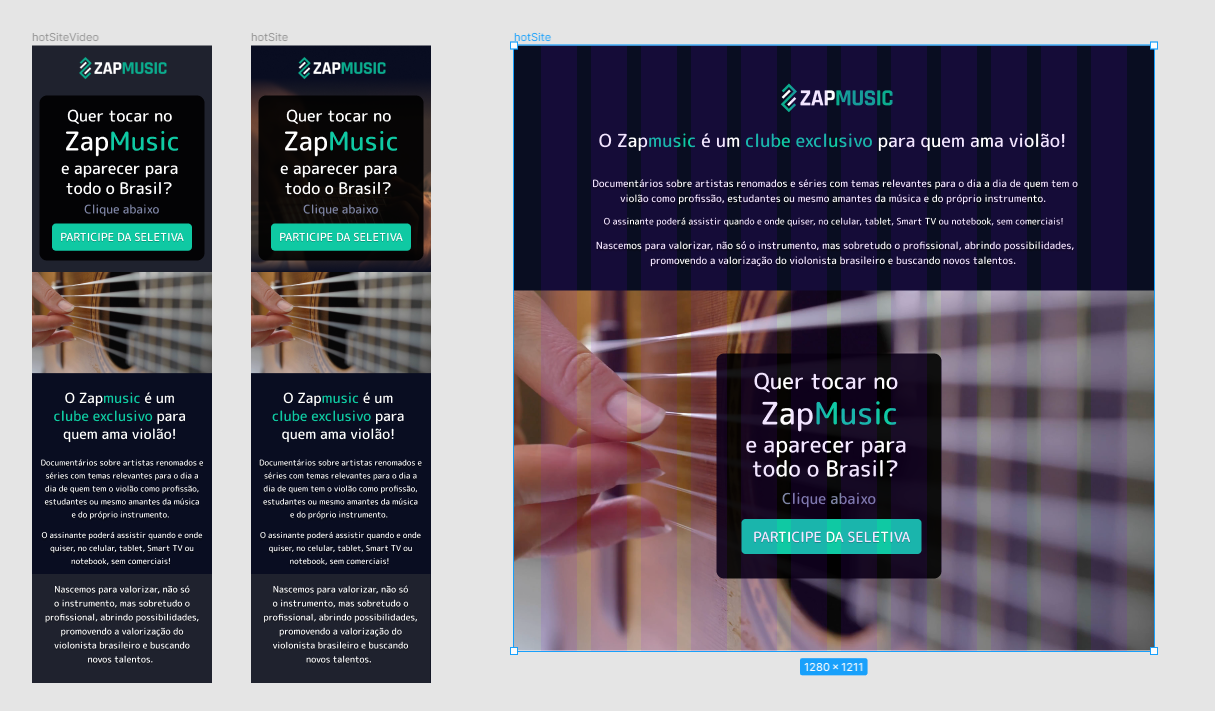 hotSiteVideo
ZAPMUSIC
Quer tocar no
ZapMusic
e aparecer para
todo o Brasil?
Clique abaixo
PARTICIPE DA SELETIVA
O Zapmusic é um
clube exclusivo para
quem ama violão!
Documentários sobre artistas renomados e
séries com temas relevantes para o dia a
dia de quem tem o violão como profissão,
estudantes ou mesmo amantes da música
e do próprio instrumento.
O assinante poderá assistir quando e onde
quiser, no celular, tablet, Smart TV ou
notebook, sem comerciais!
Nascemos para valorizar, não só
o instrumento, mas sobretudo o
profissional, abrindo possibilidades,
promovendo a valorização do
violonista brasileiro e buscando
novos talentos.
hotSite
ZAPMUSIC
Quer tocar no
ZapMusic
e aparecer para
todo o Brasil?
Clique abaixo
PARTICIPE DA SELETIVA
O Zapmusic é um
clube exclusivo para
quem ama violão!
Documentários sobre artistas renomados e
séries com temas relevantes para o dia a
dia de quem tem o violão como profissão,
estudantes ou mesmo amantes da música
e do próprio instrumento.
O assinante poderá assistir quando e onde
quiser, no celular, tablet, Smart TV ou
notebook, sem comerciais!
Nascemos para valorizar, não só
o instrumento, mas sobretudo o
profissional, abrindo possibilidades,
promovendo a valorização do
violonista brasileiro e buscando
novos talentos.
hotSite
ZAPMUSIC
O Zapmusic é um clube exclusivo para quem ama violão!
Documentários sobre artistas renomados e séries com temas relevantes para o dia a dia de quem tem o
violão como profissão, estudantes ou mesmo amantes da música e do próprio instrumento.
O assinante poderá assistir quando e onde quiser, no celular, tablet, Smart TV ou notebook, sem comerciais!
Nascemos para valorizar, não só o instrumento, mas sobretudo o profissional, abrindo possibilidades,
promovendo a valorização do violonista brasileiro e buscando novos talentos.
Quer tocar no
ZapMusic
e aparecer para
todo o Brasil?
Clique abaixo
PARTICIPE DA SELETIVA
1280 × 1211